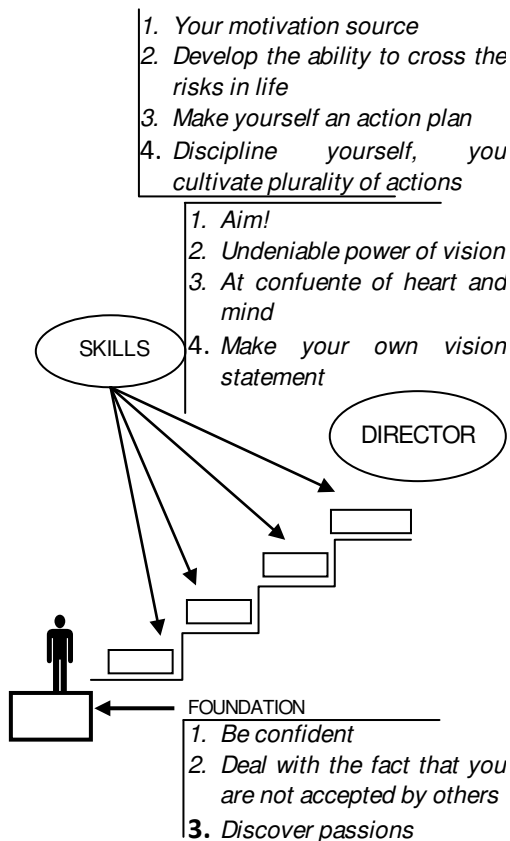 1. Your motivation source
2. Develop the ability to cross the
risks in life
3. Make yourself an action plan
4. Discipline yourself, you
cultivate plurality of actions
1. Aim!
2. Undeniable power of vision
3. At confuente of heart and
mind
4. Make your own vision
statement
SKILLS
DIRECTOR
FOUNDATION
1. Be confident
2. Deal with the fact that you
are not accepted by others
3. Discover passions